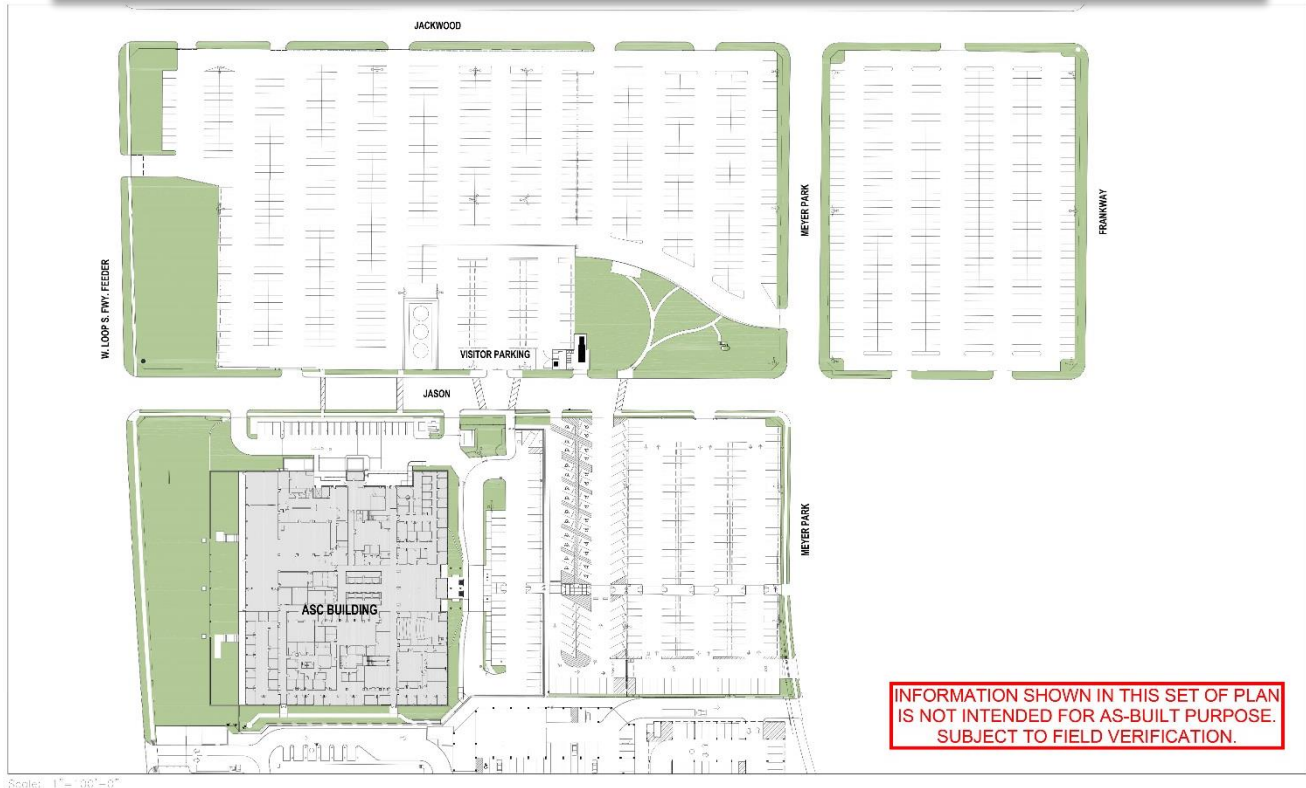 JACKWOOD
MEYER PARK
FRANKWAY
W. LOOP S. FWY. FEEDER
VISITOR PARKING
JASON
MEYER PARK
ASC BUILDING
INFORMATION SHOWN IN THIS SET OF PLAN
IS NOT INTENDED FOR AS-BUILT PURPOSE.
SUBJECT TO FIELD VERIFICATION.
Scale: 1"=100'-0"